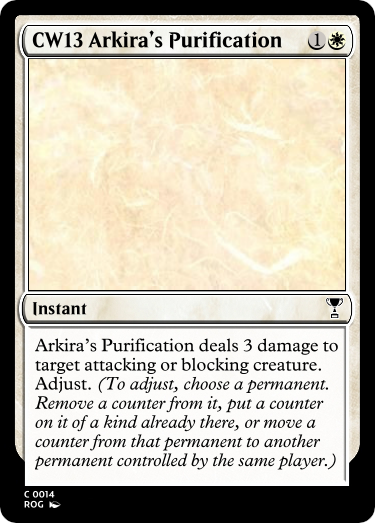 CW13 Arkira's Purification 1
Instant
Arkira's Purification deals 3 damage to
target attacking or blocking creature.
Adjust. (To adjust, choose a permanent.
Remove a counter from it, put a counter
on it of a kind already there, or move a
counter from that permanent to another
permanent controlled by the same player.)
C 0014
ROG